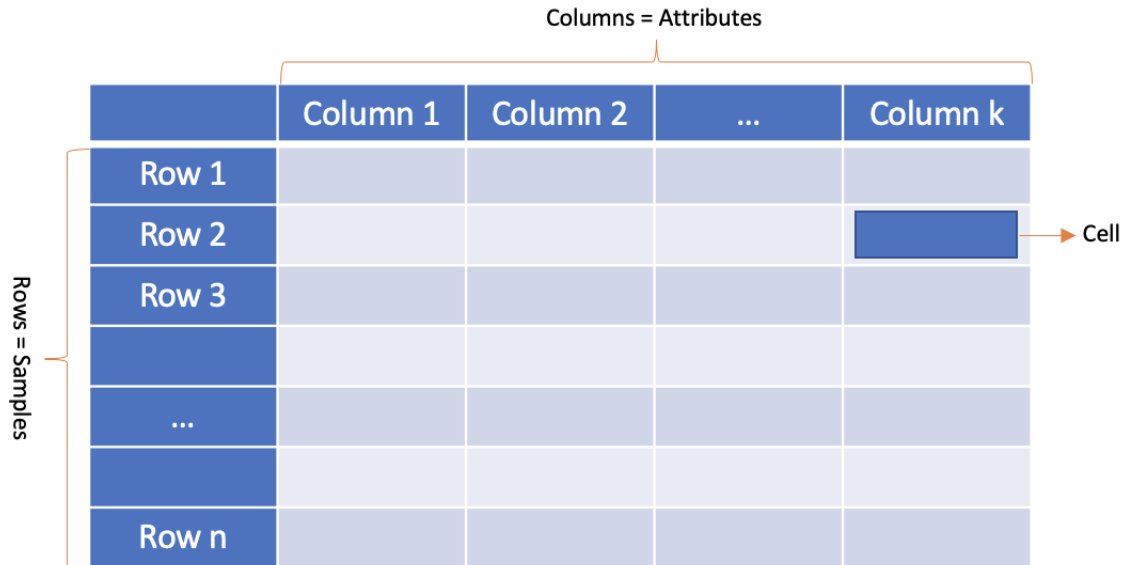 Columns = Attributes
Column 1 Column 2 ... Column k
Row 1
Row 2
Cell
Row 3
Rows = Samples
...
Row n